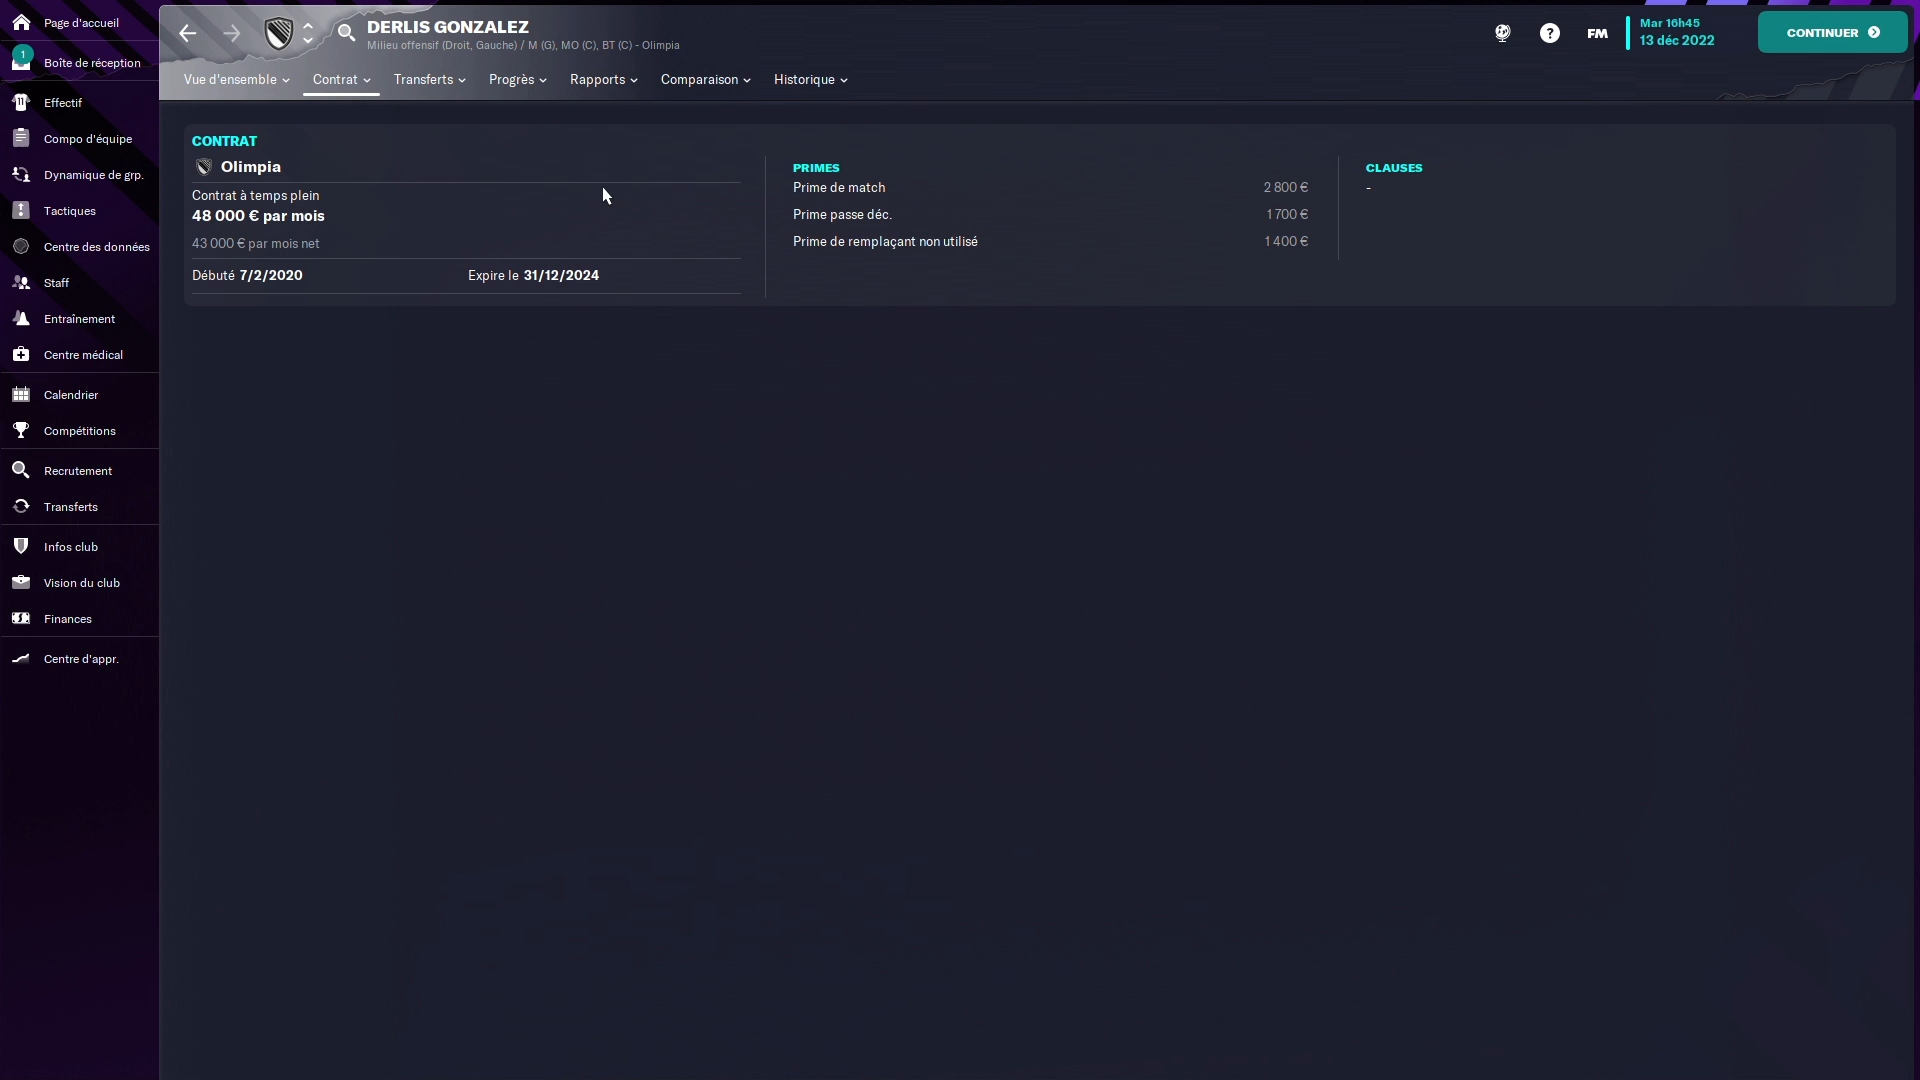 Page d'accueil
1
Boîte de réception
Effectif
Compo d'équipe
Dynamique de grp.
Tactiques
Centre des données
Staff
Entraînement
Centre médical
Calendrier
Compétitions
Recrutement
Transferts
Infos club
Vision du club
Finances
Centre d'appr.
DERLIS GONZALEZ
Milieu offensif (Droit, Gauche) / M (G), MO (C), BT (C) - Olimpia
?
FM
Mar 16h45
13 déc 2022
CONTINUER
Vue d'ensemble
Contrat
Transferts
Progrès
Rapports
Comparaison
Historique
CONTRAT
Olimpia
Contrat à temps plein
48 000 € par mois
43 000 € par mois net
Débuté 7/2/2020
Expire le 31/12/2024
PRIMES
Prime de match 2 800 €
Prime passe déc. 1 700 €
Prime de remplaçant non utilisé 1 400 €
CLAUSES
-